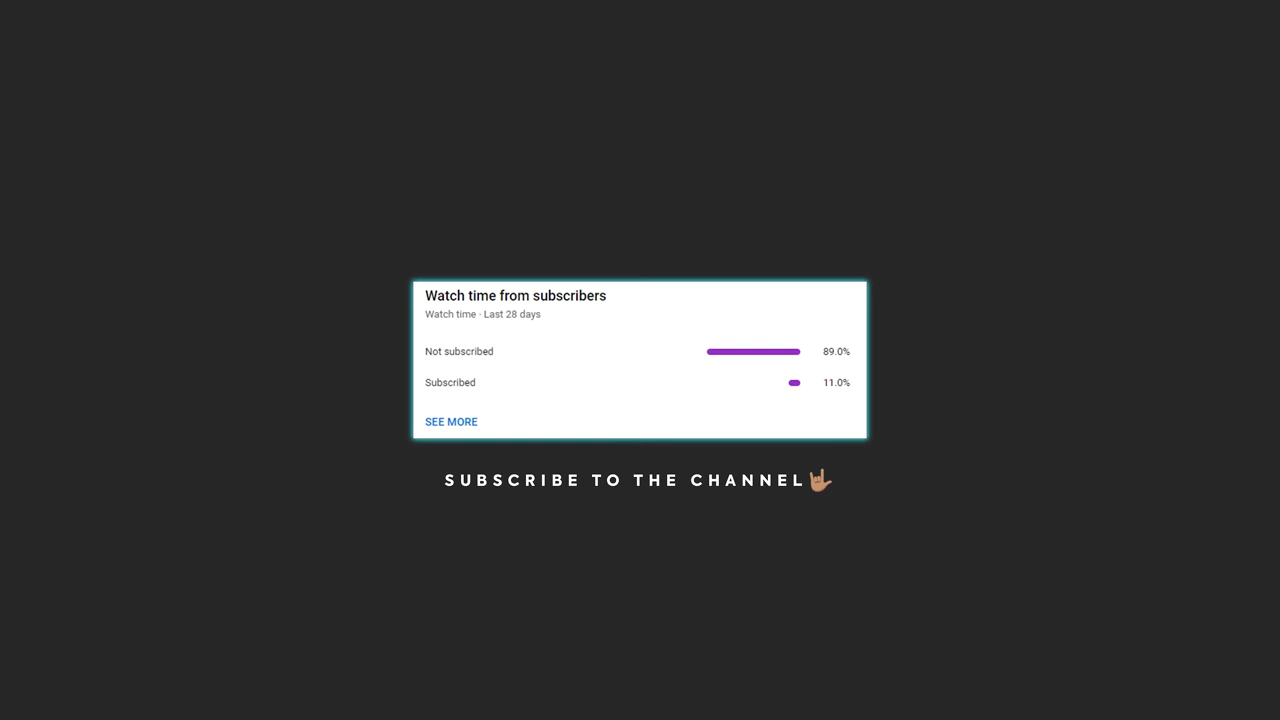 Watch time from subscribers
Watch time · Last 28 days
Not subscribed 89.0%
Subscribed 11.0%
SEE MORE
SUBSCRIBE TO THE CHANNEL🤟🏽